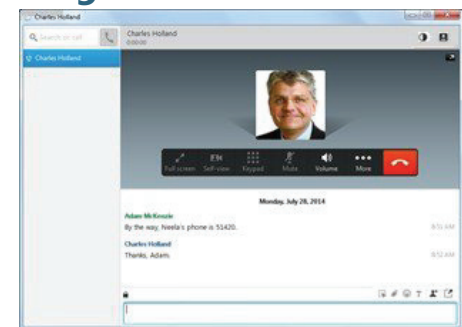 Charles Holland
Search or call
Charles Holland
0:00:00
Charles Holland
Full screen Self-view Keypad Mute Volume More
Monday, July 28, 2014
Adam McKenzie
By the way, Neela's phone is 51420.
8:51 AM
Charles Holland
Thanks, Adam.
8:52 AM